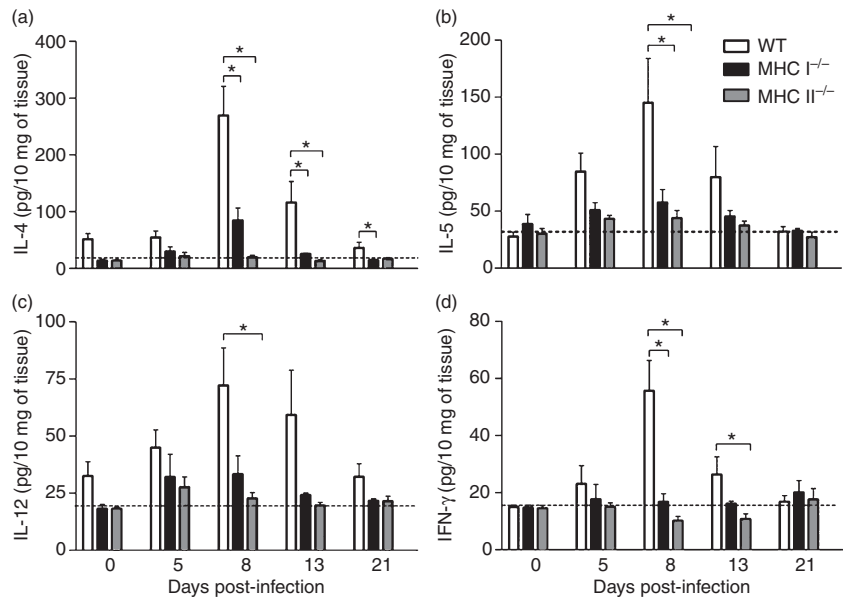 (a)
IL-4 (pg/10 mg of tissue)
400
300
200
100
0
* * * * *
(b)
IL-5 (pg/10 mg of tissue)
200
150
100
50
0
* *
WT
MHC I⁻/⁻
MHC II⁻/⁻
(c)
IL-12 (pg/10 mg of tissue)
100
75
50
25
0
*
0 5 8 13 21
Days post-infection
(d)
IFN-γ (pg/10 mg of tissue)
80
60
40
20
0
* * *
0 5 8 13 21
Days post-infection